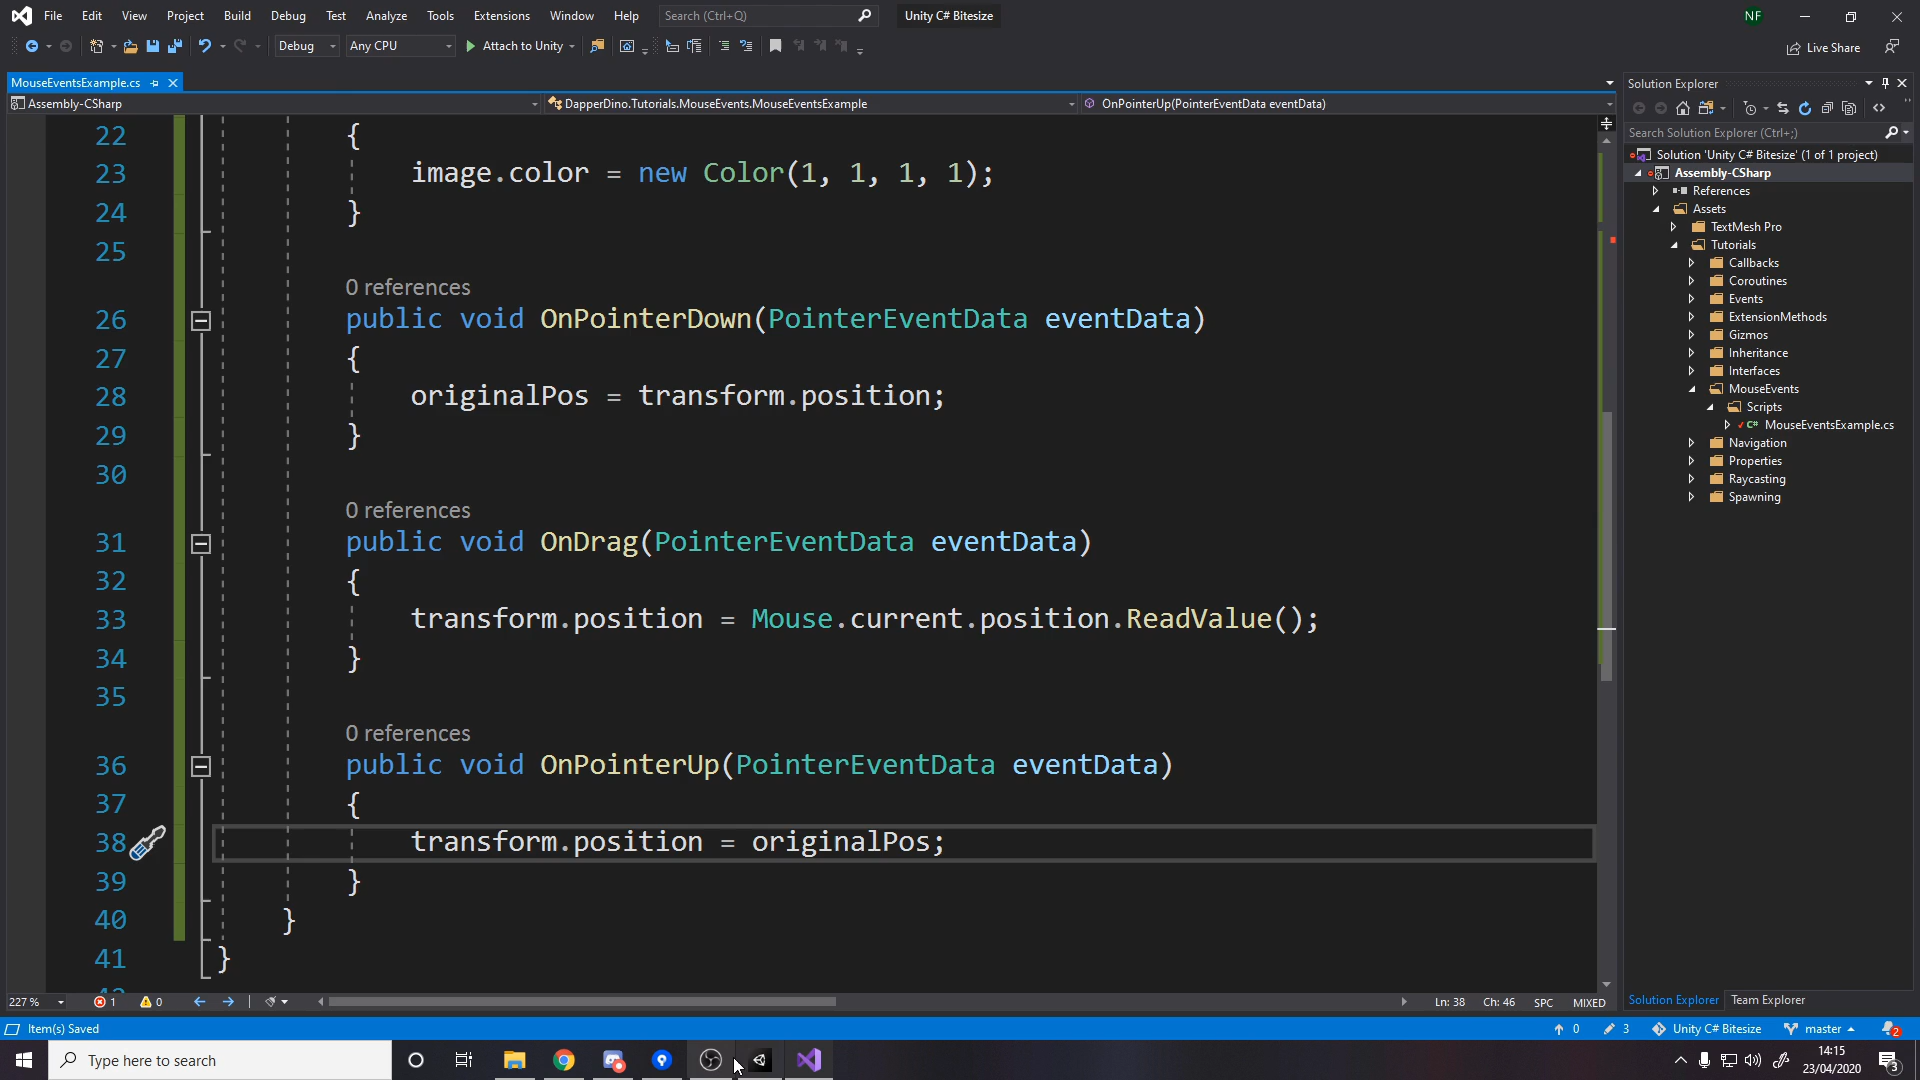 File Edit View Project Build Debug Test Analyze Tools Extensions Window Help Search (Ctrl+Q) Unity C# Bitesize NF
Debug Any CPU Attach to Unity Live Share
MouseEventsExample.cs
Assembly-CSharp DapperDino.Tutorials.MouseEvents.MouseEventsExample OnPointerUp(PointerEventData eventData)
22 {
23 image.color = new Color(1, 1, 1, 1);
24 }
25
0 references
26 public void OnPointerDown(PointerEventData eventData)
27 {
28 originalPos = transform.position;
29 }
30
0 references
31 public void OnDrag(PointerEventData eventData)
32 {
33 transform.position = Mouse.current.position.ReadValue();
34 }
35
0 references
36 public void OnPointerUp(PointerEventData eventData)
37 {
38 transform.position = originalPos;
39 }
40 }
41 }
227 % 1 0 Ln: 38 Ch: 46 SPC MIXED
Solution Explorer
Search Solution Explorer (Ctrl+;)
Solution 'Unity C# Bitesize' (1 of 1 project)
Assembly-CSharp
References
Assets
TextMesh Pro
Tutorials
Callbacks
Coroutines
Events
ExtensionMethods
Gizmos
Inheritance
Interfaces
MouseEvents
Scripts
C# MouseEventsExample.cs
Navigation
Properties
Raycasting
Spawning
Solution Explorer Team Explorer
Item(s) Saved 0 3 Unity C# Bitesize master 2
Type here to search
14:15
23/04/2020
3